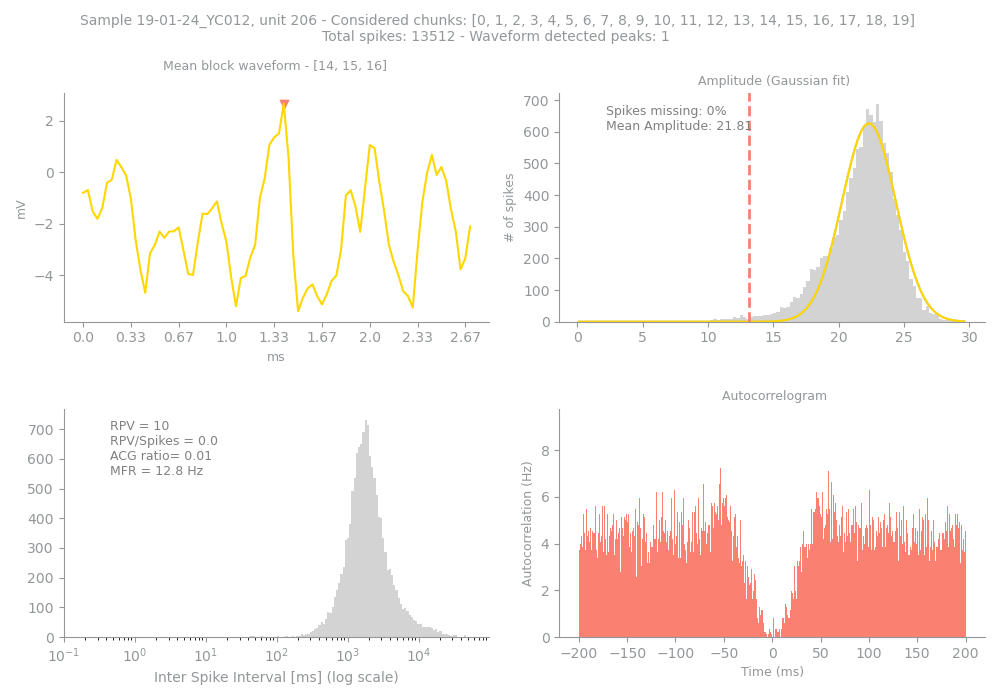 Sample 19-01-24_YC012, unit 206 - Considered chunks: [0, 1, 2, 3, 4, 5, 6, 7, 8, 9, 10, 11, 12, 13, 14, 15, 16, 17, 18, 19]
Total spikes: 13512 - Waveform detected peaks: 1
Mean block waveform - [14, 15, 16]
mV
2
0
−2
−4
0.0 0.33 0.67 1.0 1.33 1.67 2.0 2.33 2.67
ms
Amplitude (Gaussian fit)
Spikes missing: 0%
Mean Amplitude: 21.81
# of spikes
700
600
500
400
300
200
100
0
0 5 10 15 20 25 30
RPV = 10
RPV/Spikes = 0.0
ACG ratio= 0.01
MFR = 12.8 Hz
700
600
500
400
300
200
100
0
10⁻¹ 10⁰ 10¹ 10² 10³ 10⁴
Inter Spike Interval [ms] (log scale)
Autocorrelogram
Autocorrelation (Hz)
8
6
4
2
0
−200 −150 −100 −50 0 50 100 150 200
Time (ms)